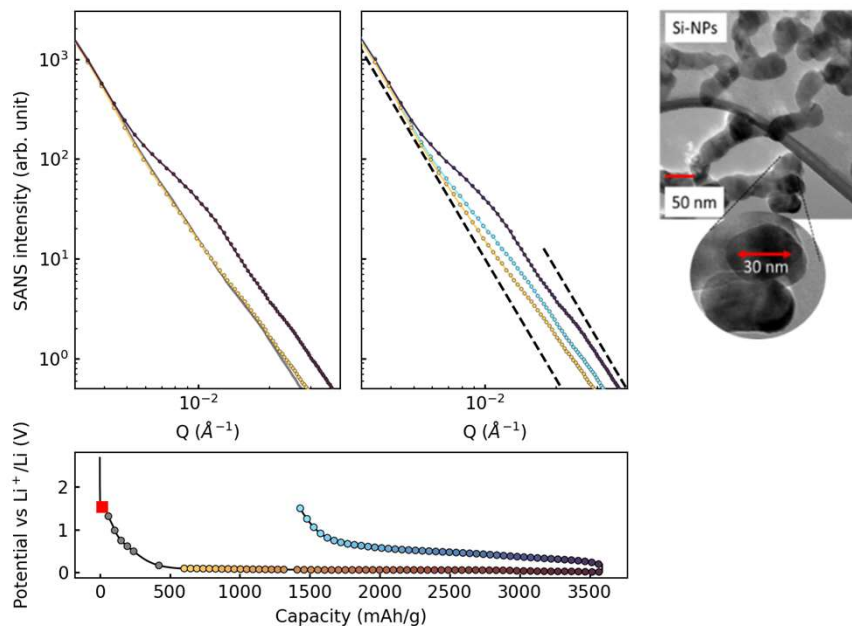 SANS intensity (arb. unit)
10³
10²
10¹
10⁰
10⁻²
Q (Å⁻¹)
10⁻²
Q (Å⁻¹)
Si-NPs
50 nm
30 nm
Potential vs Li⁺/Li (V)
2
1
0
0 500 1000 1500 2000 2500 3000 3500
Capacity (mAh/g)